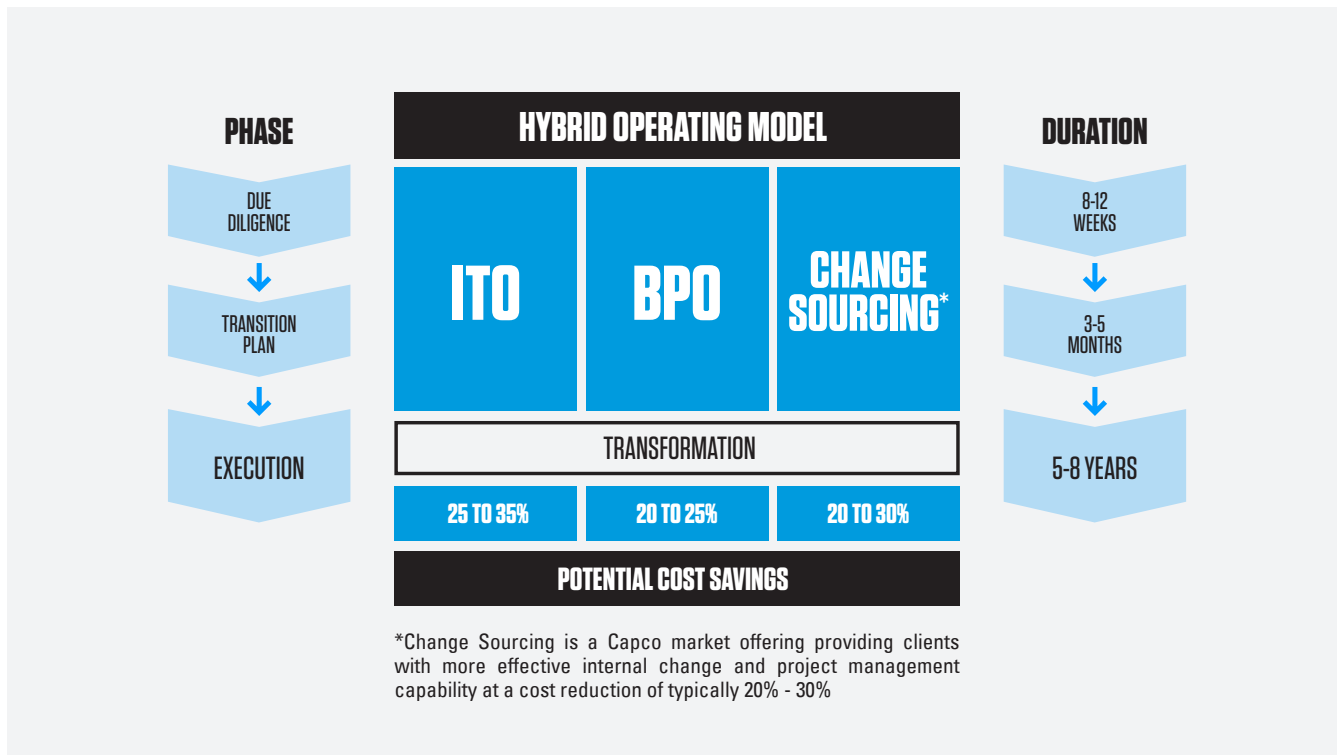 PHASE
DUE
DILIGENCE
TRANSITION
PLAN
EXECUTION
HYBRID OPERATING MODEL
ITO
BPO
CHANGE
SOURCING*
TRANSFORMATION
25 TO 35%
20 TO 25%
20 TO 30%
POTENTIAL COST SAVINGS
*Change Sourcing is a Capco market offering providing clients
with more effective internal change and project management
capability at a cost reduction of typically 20% - 30%
DURATION
8-12
WEEKS
3-5
MONTHS
5-8 YEARS